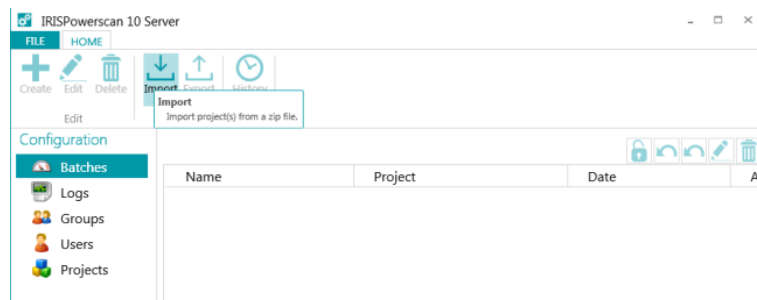 IRISPowerscan 10 Server
FILE HOME
Create Edit Delete Import Export History
Import
Import project(s) from a zip file.
Edit
Configuration
Batches
Name Project Date A
Logs
Groups
Users
Projects